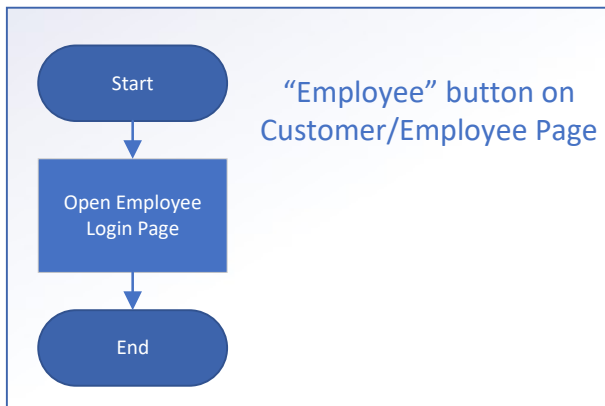 Start
“Employee” button on
Customer/Employee Page
Open Employee
Login Page
End